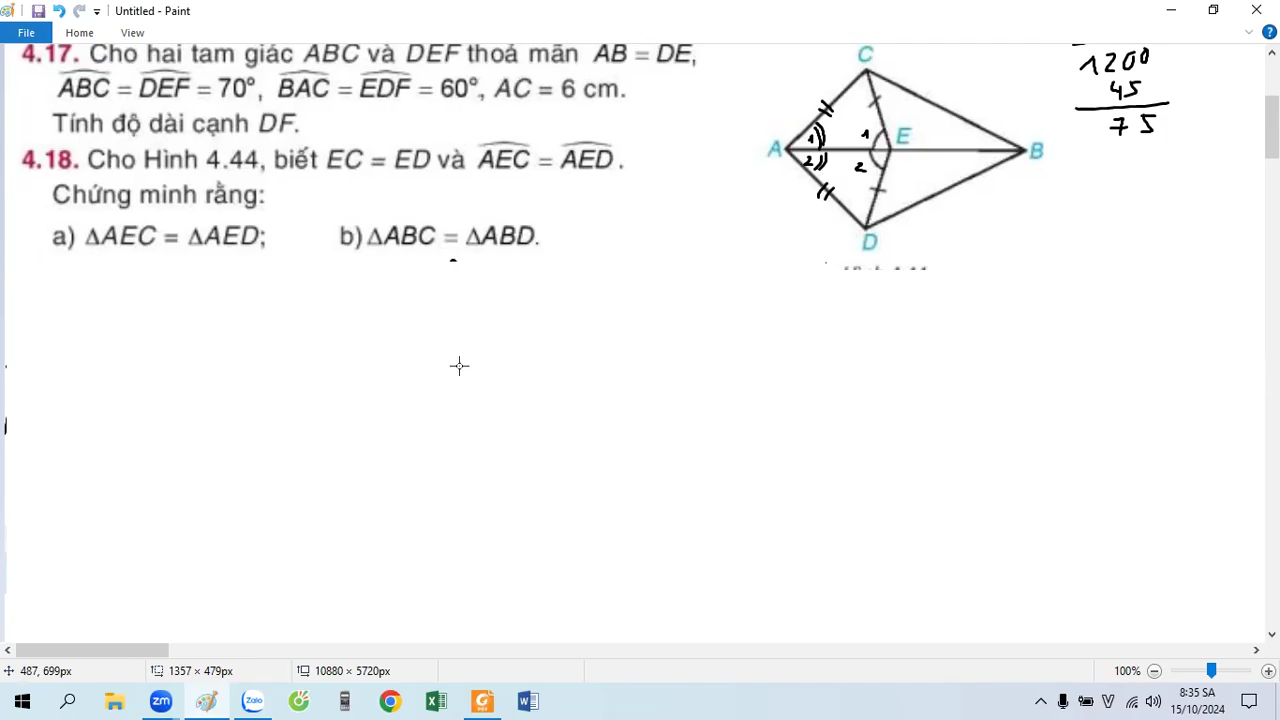 Untitled - Paint
File Home View
4.17. Cho hai tam giác ABC và DEF thoả mãn AB = DE,
ABC = DEF = 70°, BAC = EDF = 60°, AC = 6 cm.
Tính độ dài cạnh DF.
4.18. Cho Hình 4.44, biết EC = ED và AEC = AED.
Chứng minh rằng:
a) ΔAEC = ΔAED; b) ΔABC = ΔABD.
C
A 1 1 E B
2 2
D
1200
45
75
487, 699px 1357 × 479px 10880 × 5720px 100%
zm Zalo
8:35 SA
15/10/2024